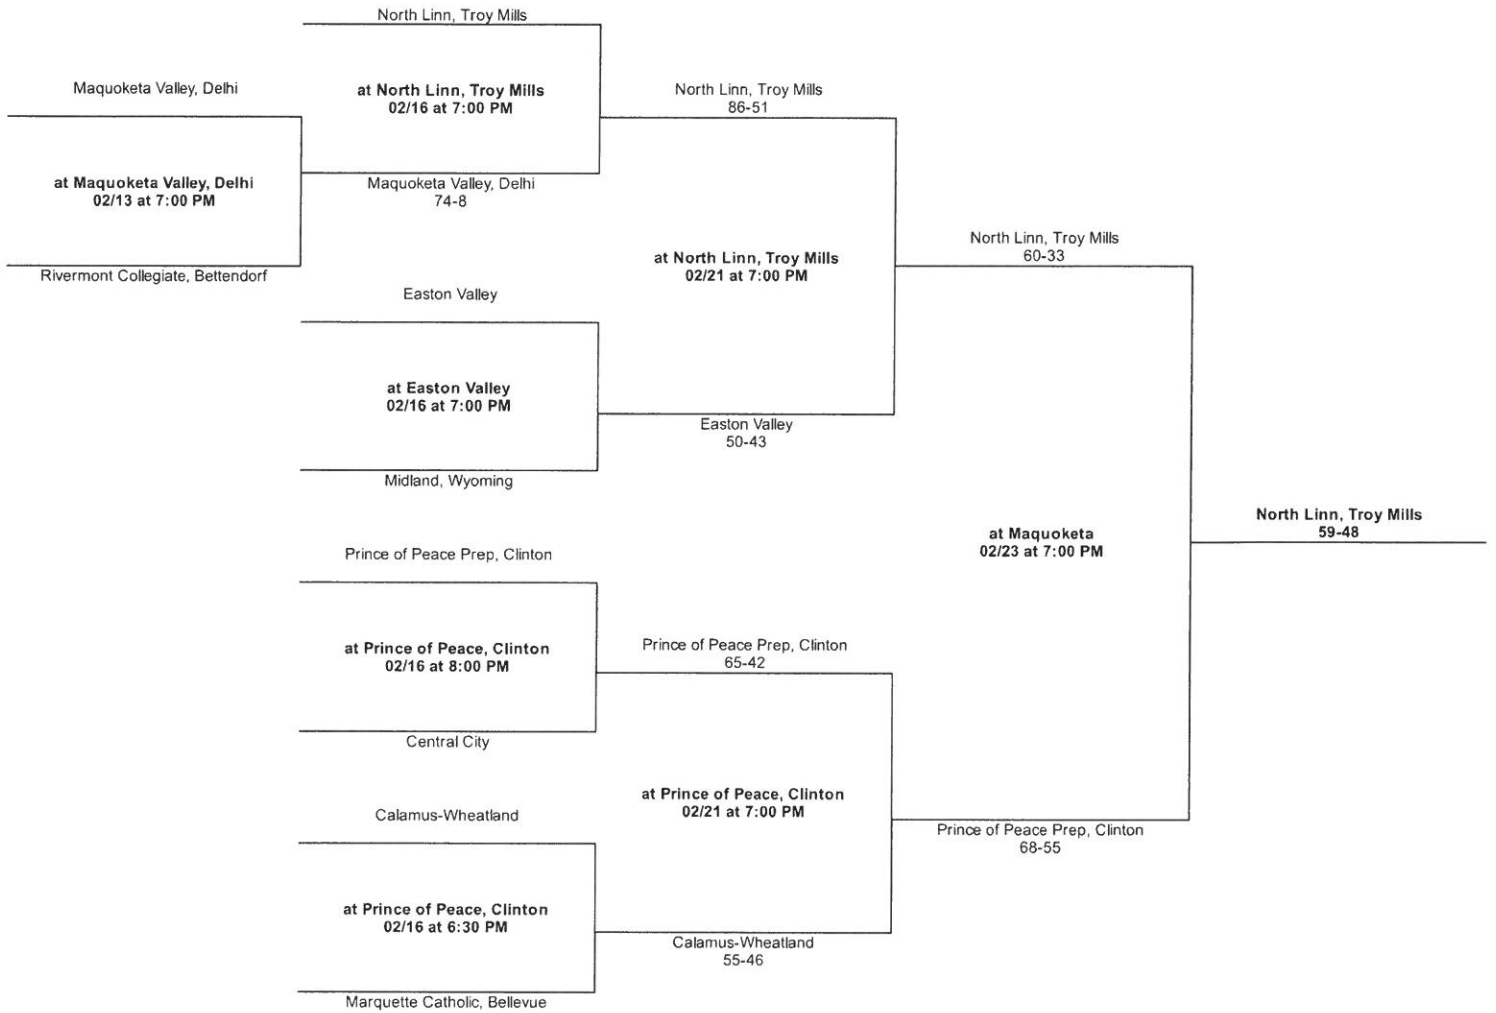 North Linn, Troy Mills
Maquoketa Valley, Delhi
at North Linn, Troy Mills
02/16 at 7:00 PM
North Linn, Troy Mills
86-51
at Maquoketa Valley, Delhi
02/13 at 7:00 PM
Maquoketa Valley, Delhi
74-8
Rivermont Collegiate, Bettendorf
at North Linn, Troy Mills
02/21 at 7:00 PM
North Linn, Troy Mills
60-33
Easton Valley
at Easton Valley
02/16 at 7:00 PM
Easton Valley
50-43
Midland, Wyoming
at Maquoketa
02/23 at 7:00 PM
North Linn, Troy Mills
59-48
Prince of Peace Prep, Clinton
at Prince of Peace, Clinton
02/16 at 8:00 PM
Prince of Peace Prep, Clinton
65-42
Central City
at Prince of Peace, Clinton
02/21 at 7:00 PM
Calamus-Wheatland
Prince of Peace Prep, Clinton
68-55
at Prince of Peace, Clinton
02/16 at 6:30 PM
Calamus-Wheatland
55-46
Marquette Catholic, Bellevue